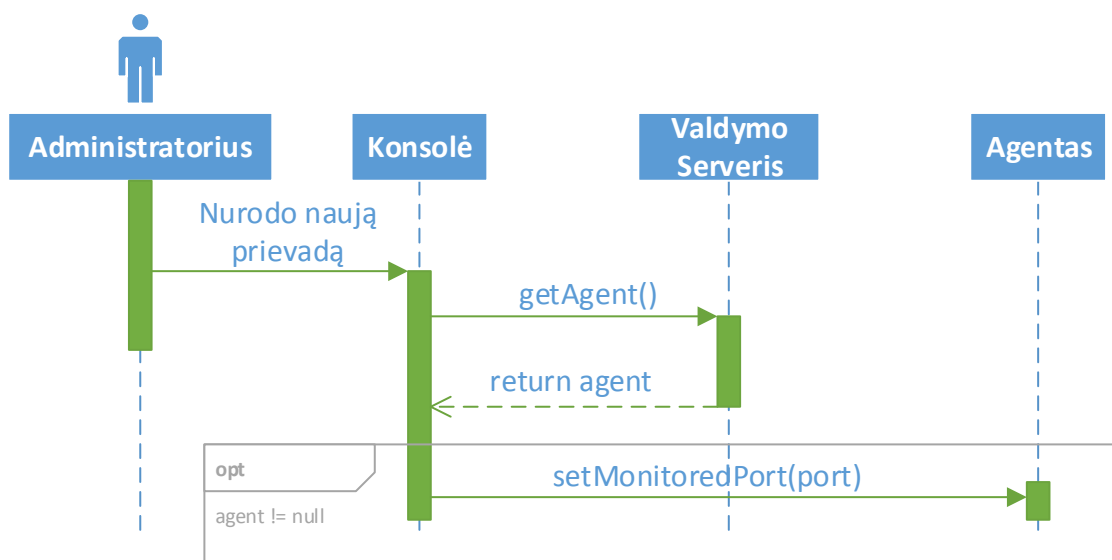 Administratorius
Konsolė
Valdymo
Serveris
Agentas
Nurodo naują
prievadą
getAgent()
return agent
opt
setMonitoredPort(port)
agent != null